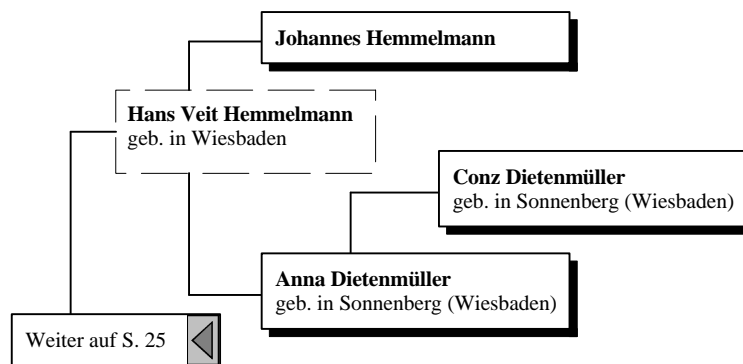 Johannes Hemmelmann
Hans Veit Hemmelmann
geb. in Wiesbaden
Conz Dietenmüller
geb. in Sonnenberg (Wiesbaden)
Anna Dietenmüller
geb. in Sonnenberg (Wiesbaden)
Weiter auf S. 25